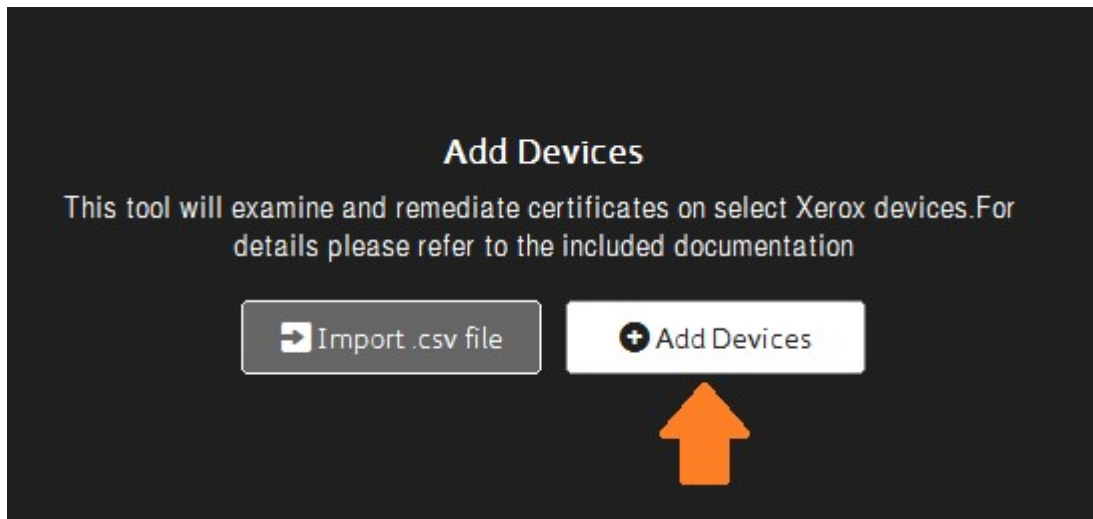 Add Devices
This tool will examine and remediate certificates on select Xerox devices.For
details please refer to the included documentation
Import .csv file
Add Devices